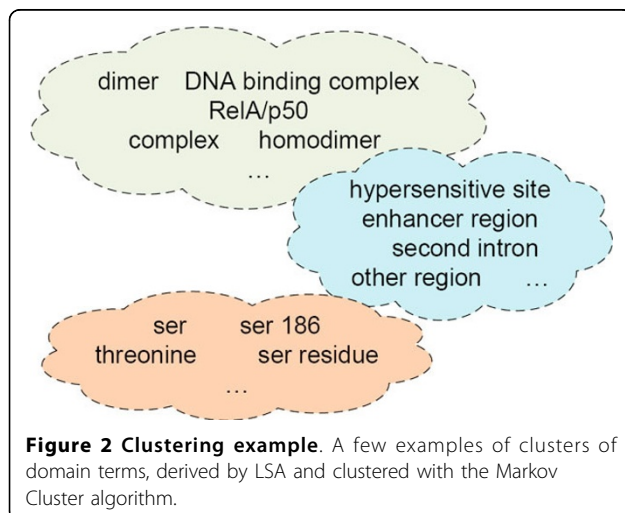 dimer DNA binding complex
RelA/p50
complex homodimer
...
hypersensitive site
enhancer region
second intron
other region ...
ser ser 186
threonine ser residue
...
Figure 2 Clustering example. A few examples of clusters of
domain terms, derived by LSA and clustered with the Markov
Cluster algorithm.